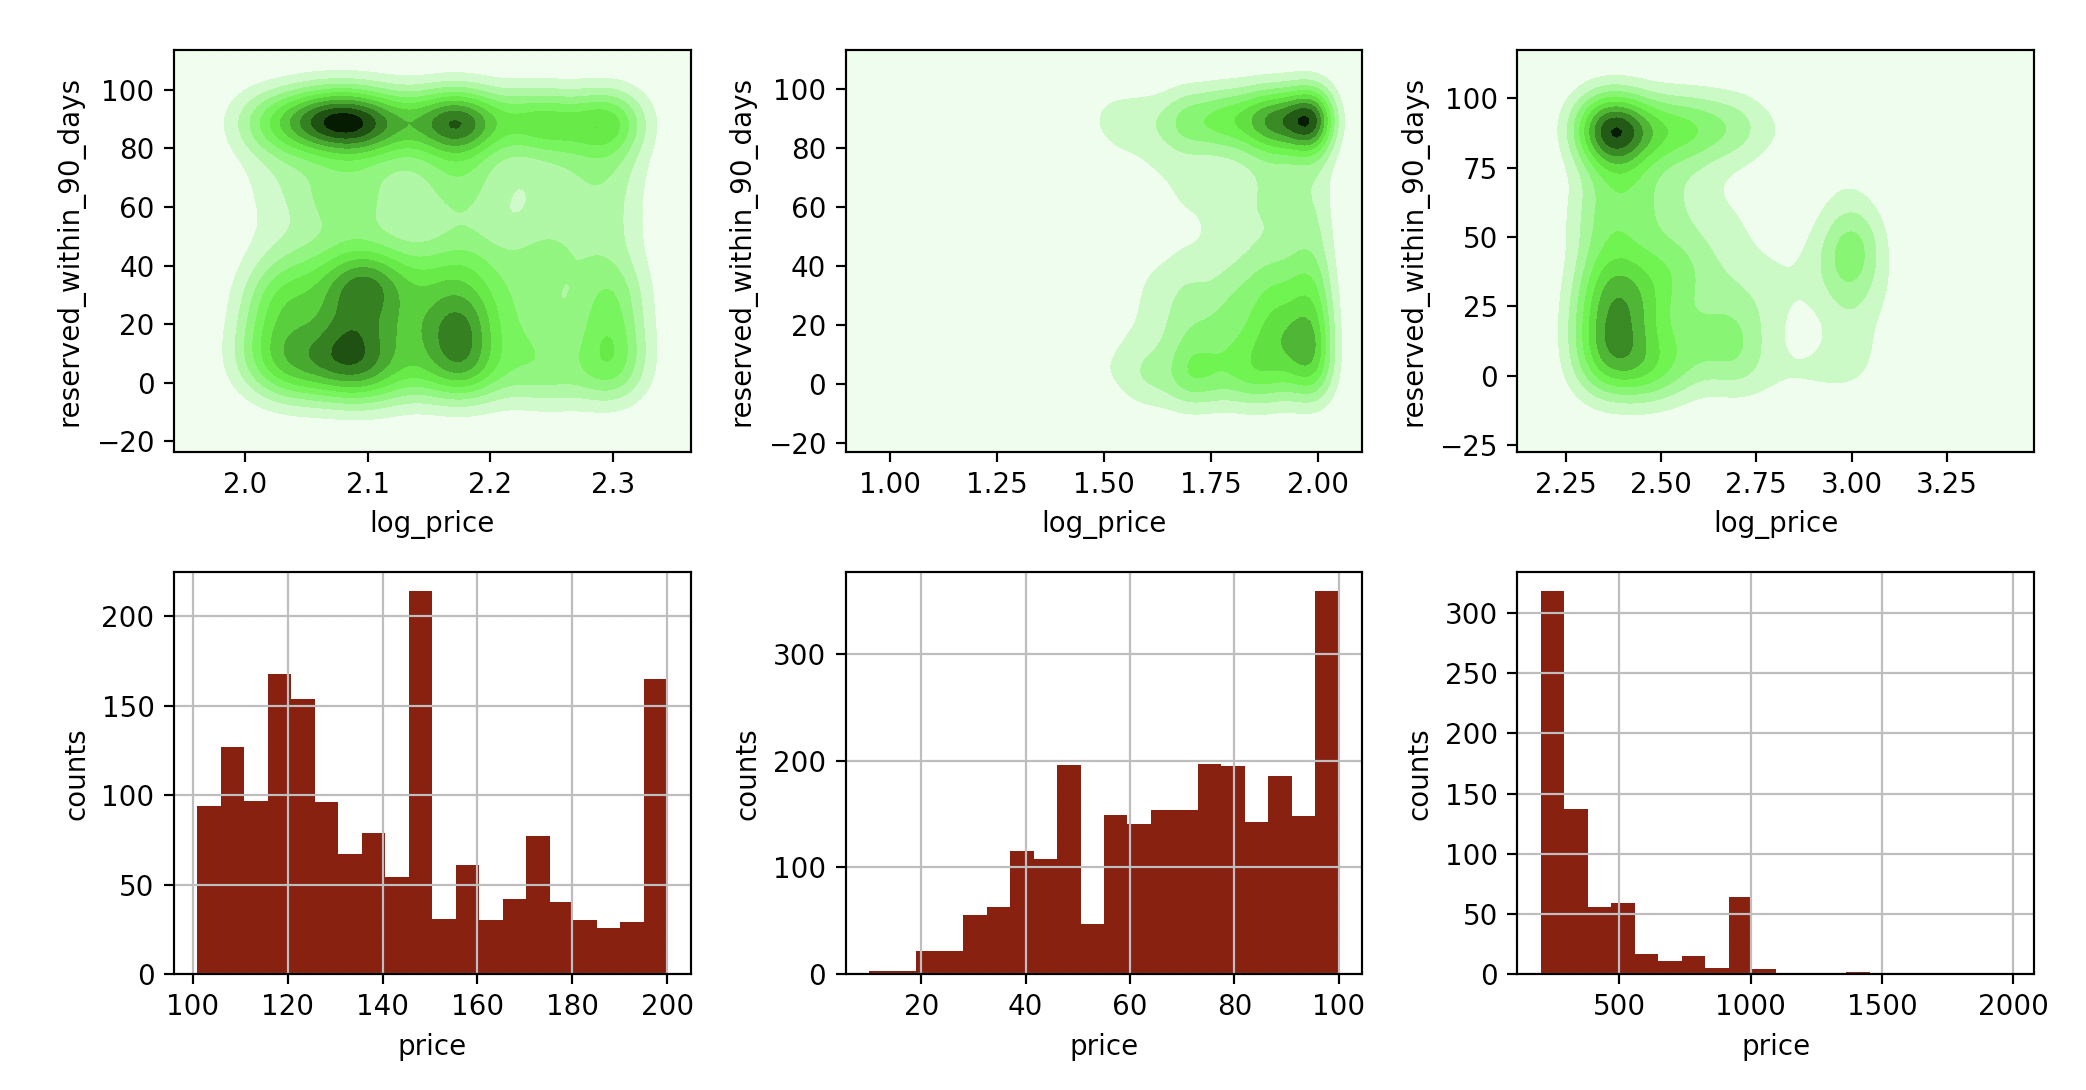 reserved_within_90_days
100
80
60
40
20
0
−20
2.0 2.1 2.2 2.3
log_price
reserved_within_90_days
100
80
60
40
20
0
−20
1.00 1.25 1.50 1.75 2.00
log_price
reserved_within_90_days
100
75
50
25
0
−25
2.25 2.50 2.75 3.00 3.25
log_price
counts
200
150
100
50
0
100 120 140 160 180 200
price
counts
300
200
100
0
20 40 60 80 100
price
counts
300
250
200
150
100
50
0
500 1000 1500 2000
price